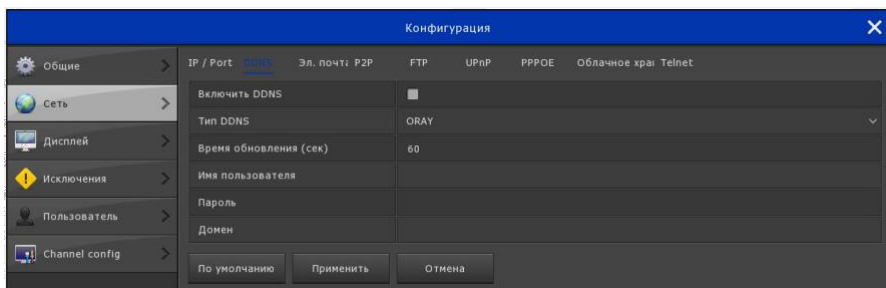 Конфигурация
Общие
Сеть
Дисплей
Исключения
Пользователь
Channel config
IP / Port DDNS Эл. почта P2P FTP UPnP PPPOE Облачное хра Telnet
Включить DDNS
Тип DDNS ORAY
Время обновления (сек) 60
Имя пользователя
Пароль
Домен
По умолчанию Применить Отмена